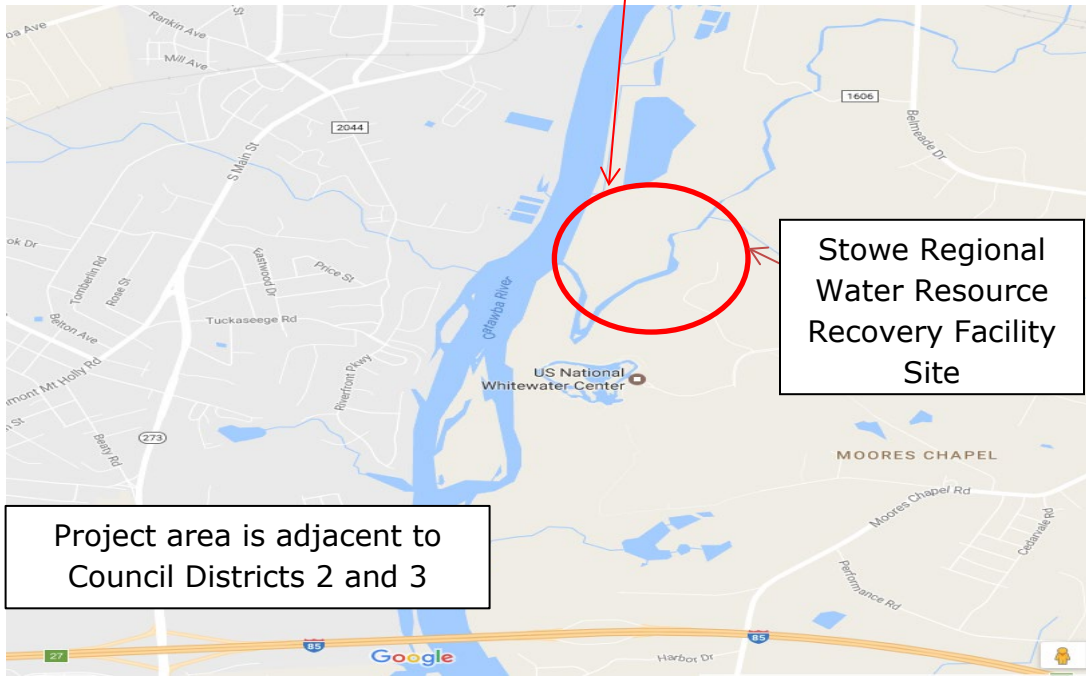 Rankin Ave
Mill Ave
St
2044
S Main St
1606
Belmeade Dr
Tomberlin Rd
Rose St
Eastwood Dr
Price St
Belton Ave
Tuckaseege Rd
Catawba River
Riverfront Pkwy
Stowe Regional
Water Resource
Recovery Facility
Site
US National
Whitewater Center
273
Beaty Rd
MOORES CHAPEL
Moores Chapel Rd
Cedarvale Rd
Performance Rd
Project area is adjacent to
Council Districts 2 and 3
27
85
Google
Harbor Dr
85